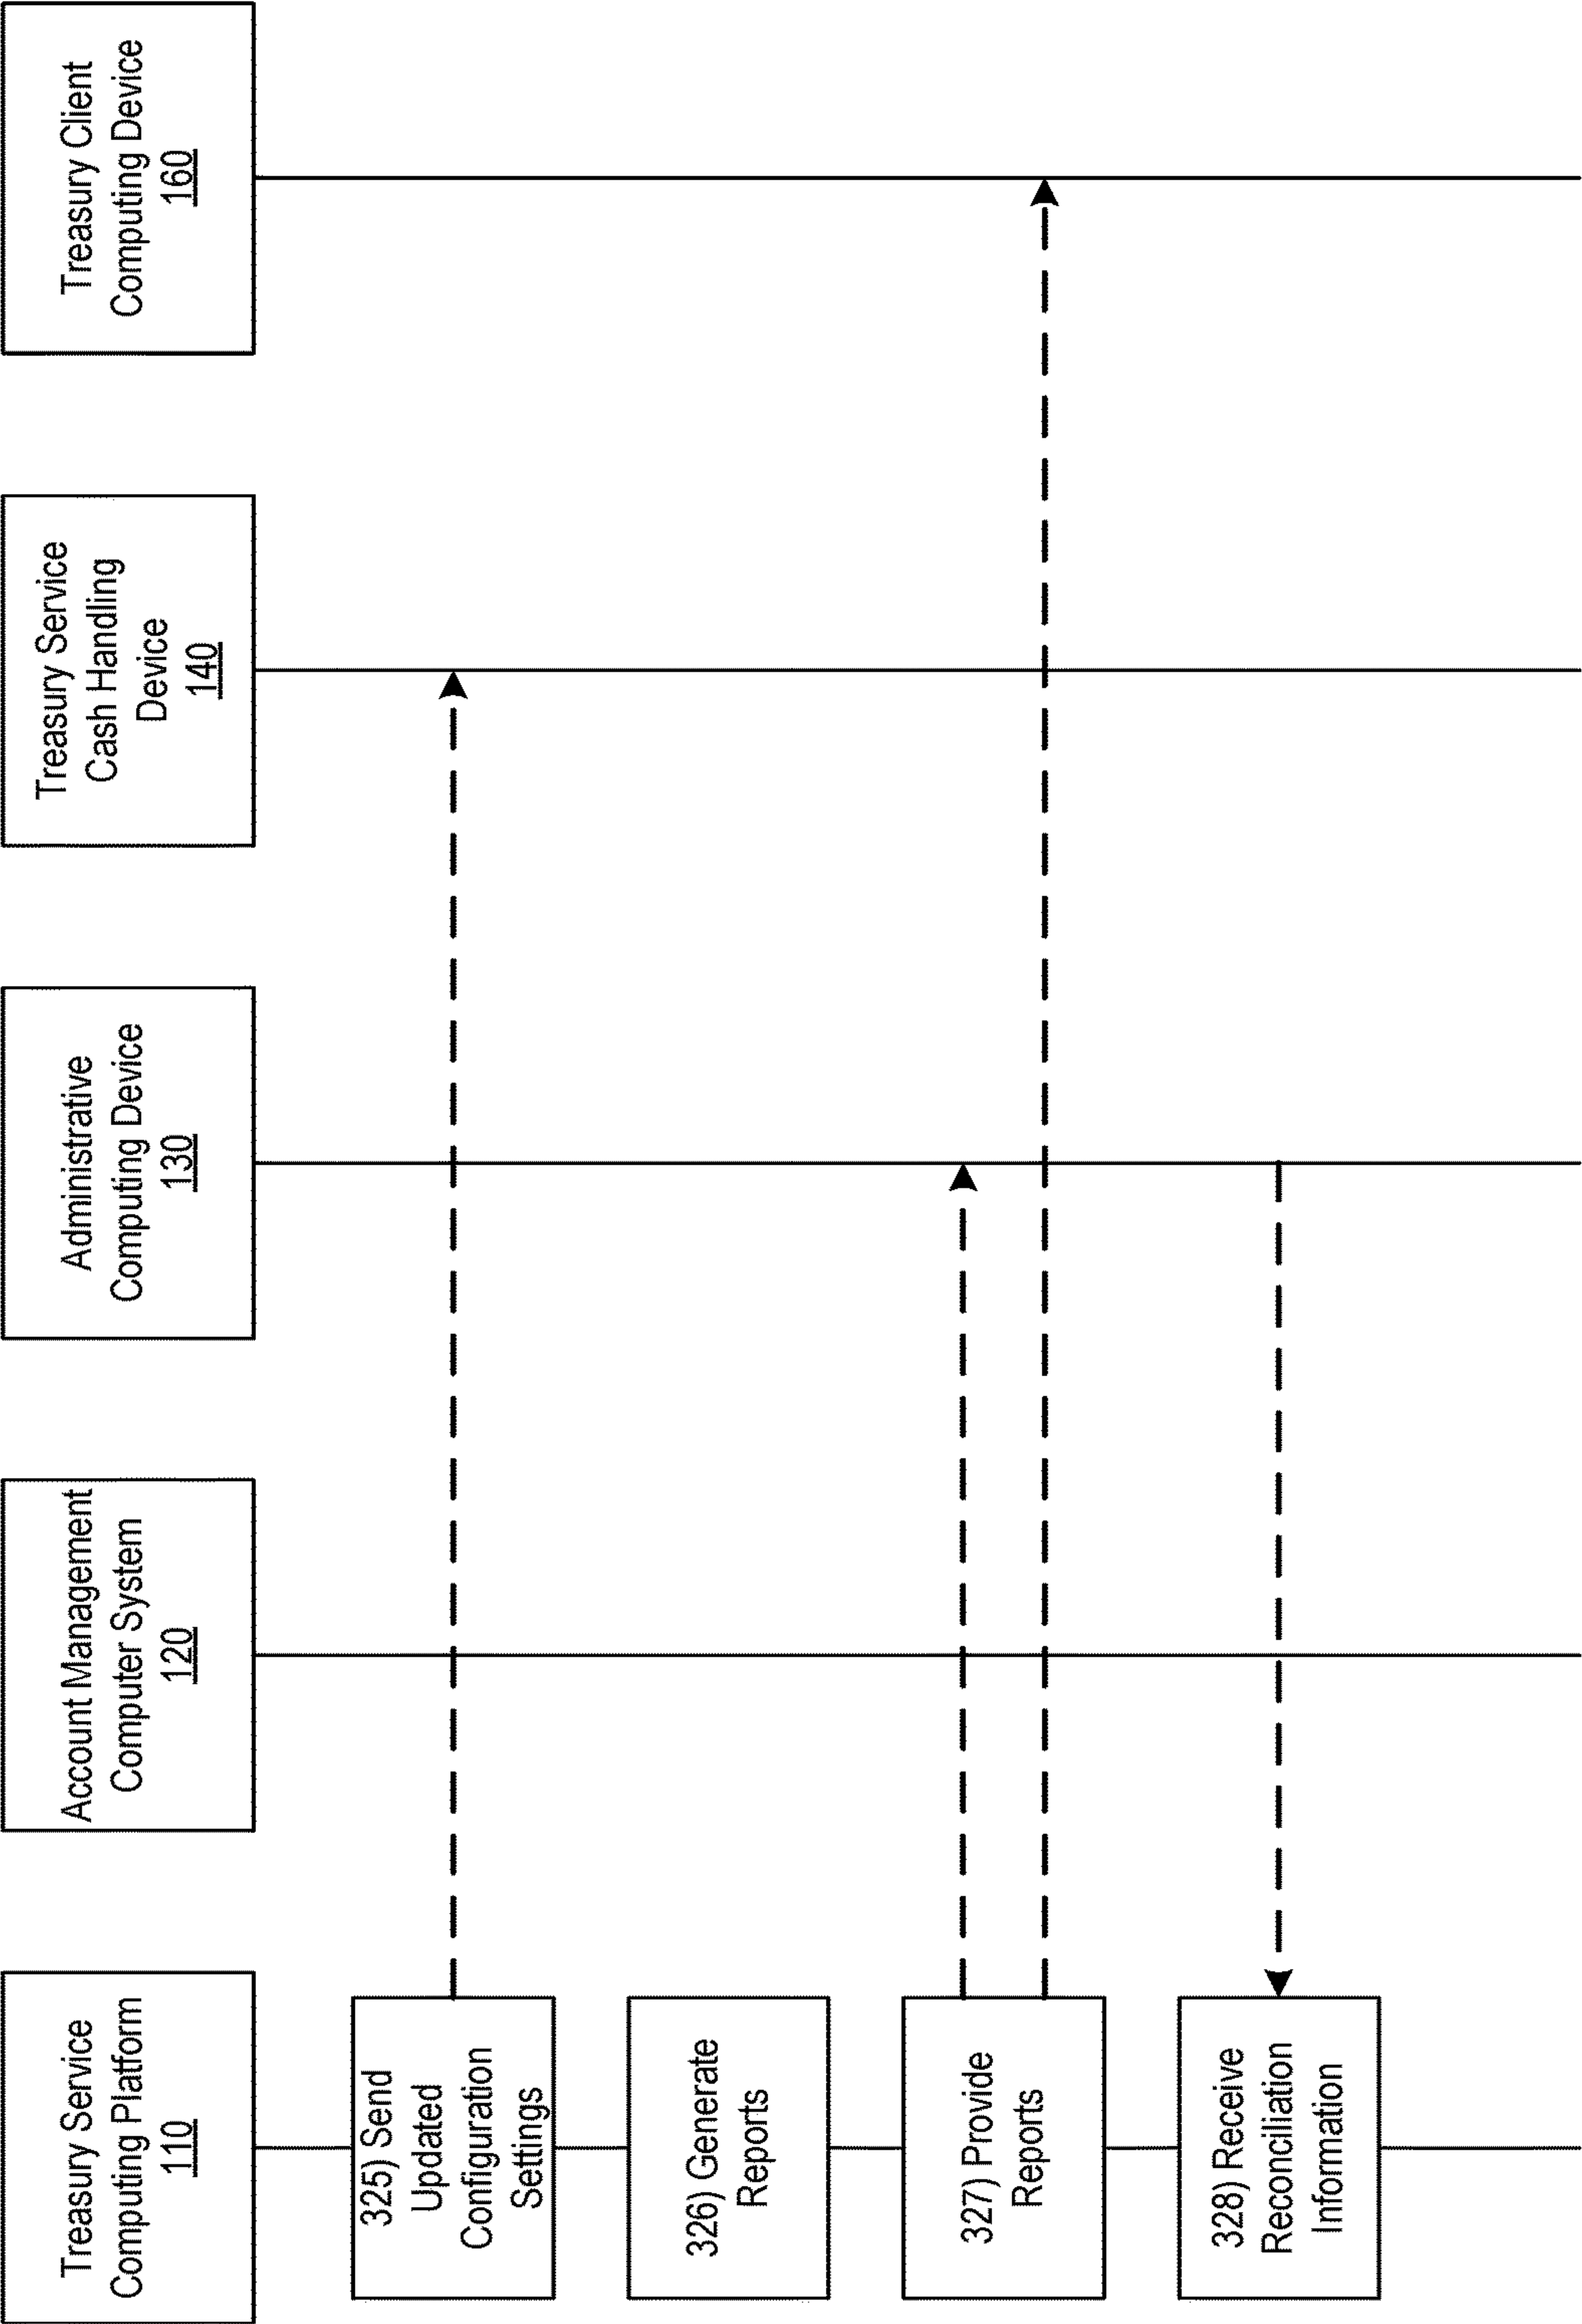 Treasury Service
Computing Platform
110
Account Management
Computer System
120
Administrative
Computing Device
130
Treasury Service
Cash Handling
Device
140
Treasury Client
Computing Device
160
325) Send
Updated
Configuration
Settings
326) Generate
Reports
327) Provide
Reports
328) Receive
Reconciliation
Information